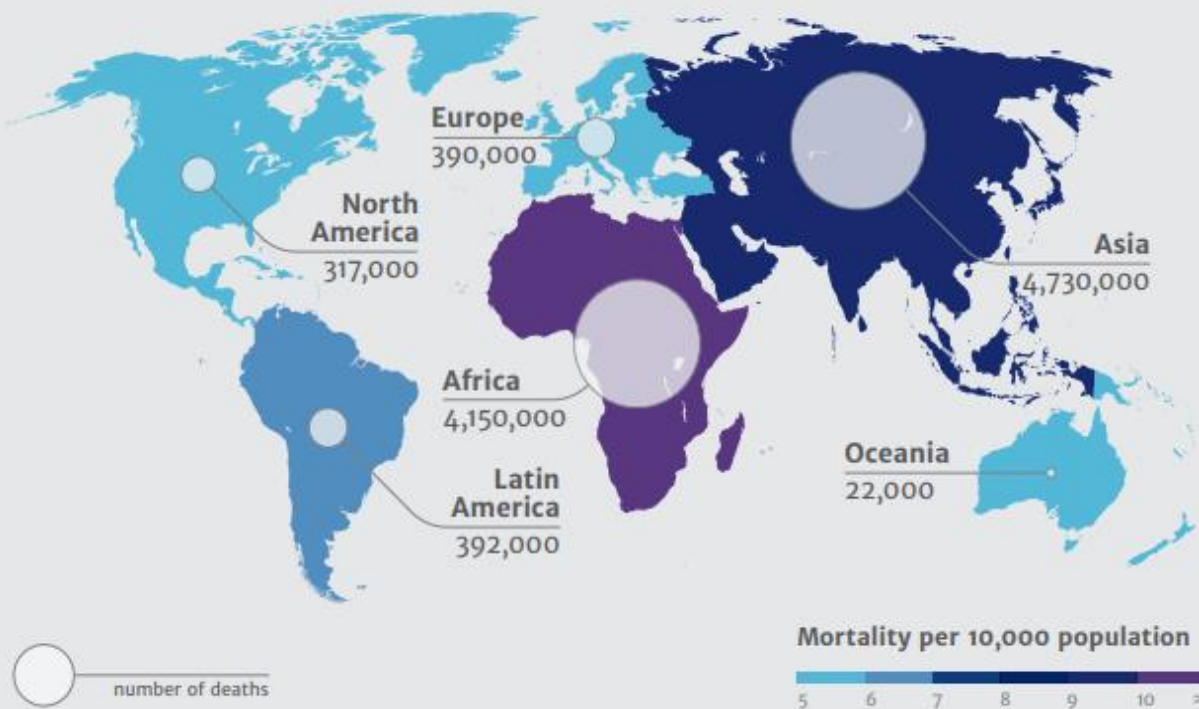 Europe
390,000
North
America
317,000
Asia
4,730,000
Africa
4,150,000
Oceania
22,000
Latin
America
392,000
number of deaths
Mortality per 10,000 population
5 6 7 8 9 10